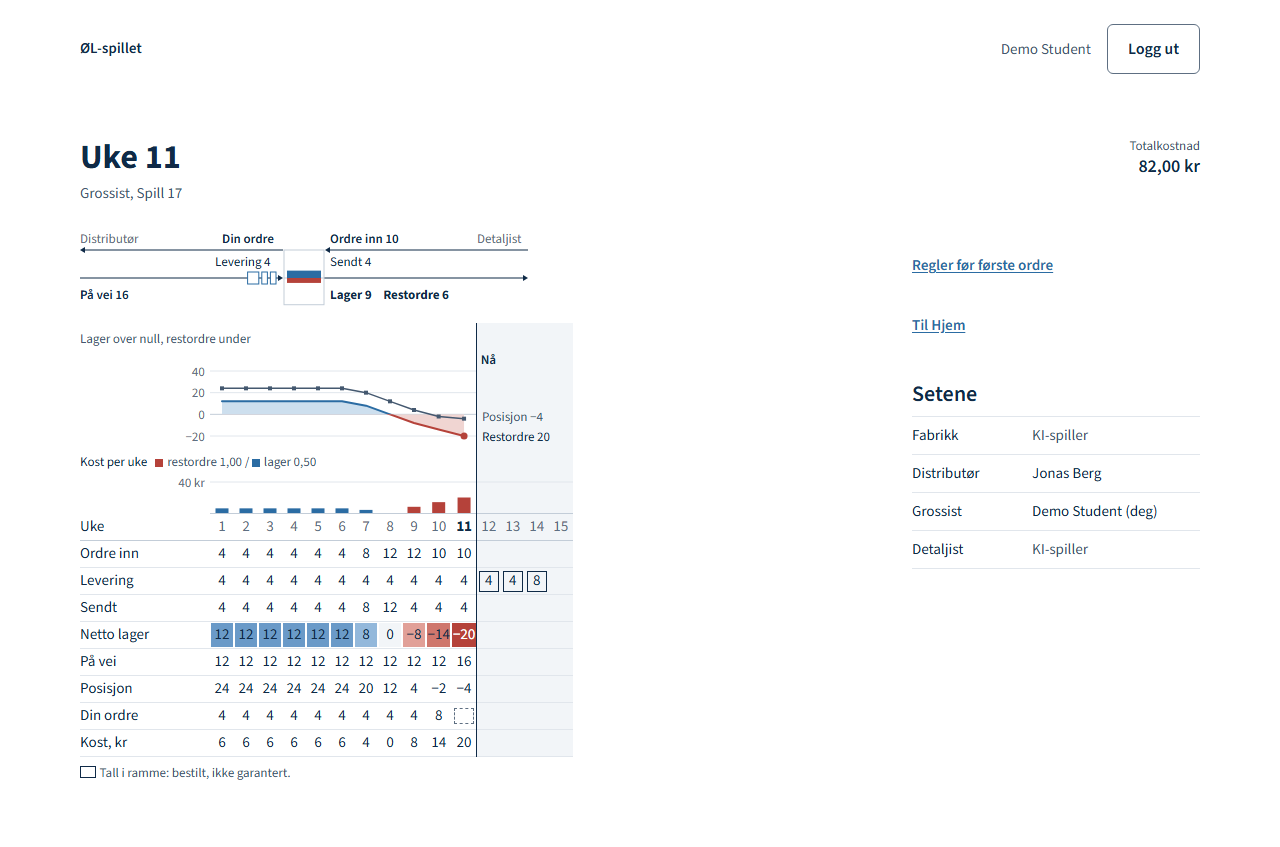 ØL-spillet
Demo Student
Logg ut
Uke 11
Grossist, Spill 17
Totalkostnad
82,00 kr
Distributør
Din ordre
Ordre inn 10
Detaljist
Levering 4
Sendt 4
På vei 16
Lager 9 Restordre 6
Regler før første ordre
Til Hjem
Lager over null, restordre under
Nå
40
20
0
−20
Posisjon −4
Restordre 20
Kost per uke restordre 1,00 / lager 0,50
40 kr
Uke 1 2 3 4 5 6 7 8 9 10 11 12 13 14 15
Ordre inn 4 4 4 4 4 4 8 12 12 10 10
Levering 4 4 4 4 4 4 4 4 4 4 4 4 4 8
Sendt 4 4 4 4 4 4 8 12 4 4 4
Netto lager 12 12 12 12 12 12 8 0 −8 −14 −20
På vei 12 12 12 12 12 12 12 12 12 12 16
Posisjon 24 24 24 24 24 24 20 12 4 −2 −4
Din ordre 4 4 4 4 4 4 4 4 4 8
Kost, kr 6 6 6 6 6 6 4 0 8 14 20
Tall i ramme: bestilt, ikke garantert.
Setene
Fabrikk KI-spiller
Distributør Jonas Berg
Grossist Demo Student (deg)
Detaljist KI-spiller